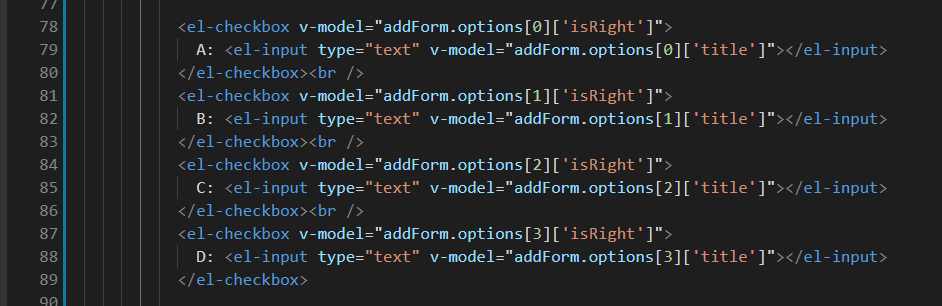 77
78 <el-checkbox v-model="addForm.options[0]['isRight']">
79 A: <el-input type="text" v-model="addForm.options[0]['title']"></el-input>
80 </el-checkbox><br />
81 <el-checkbox v-model="addForm.options[1]['isRight']">
82 B: <el-input type="text" v-model="addForm.options[1]['title']"></el-input>
83 </el-checkbox><br />
84 <el-checkbox v-model="addForm.options[2]['isRight']">
85 C: <el-input type="text" v-model="addForm.options[2]['title']"></el-input>
86 </el-checkbox><br />
87 <el-checkbox v-model="addForm.options[3]['isRight']">
88 D: <el-input type="text" v-model="addForm.options[3]['title']"></el-input>
89 </el-checkbox>
90